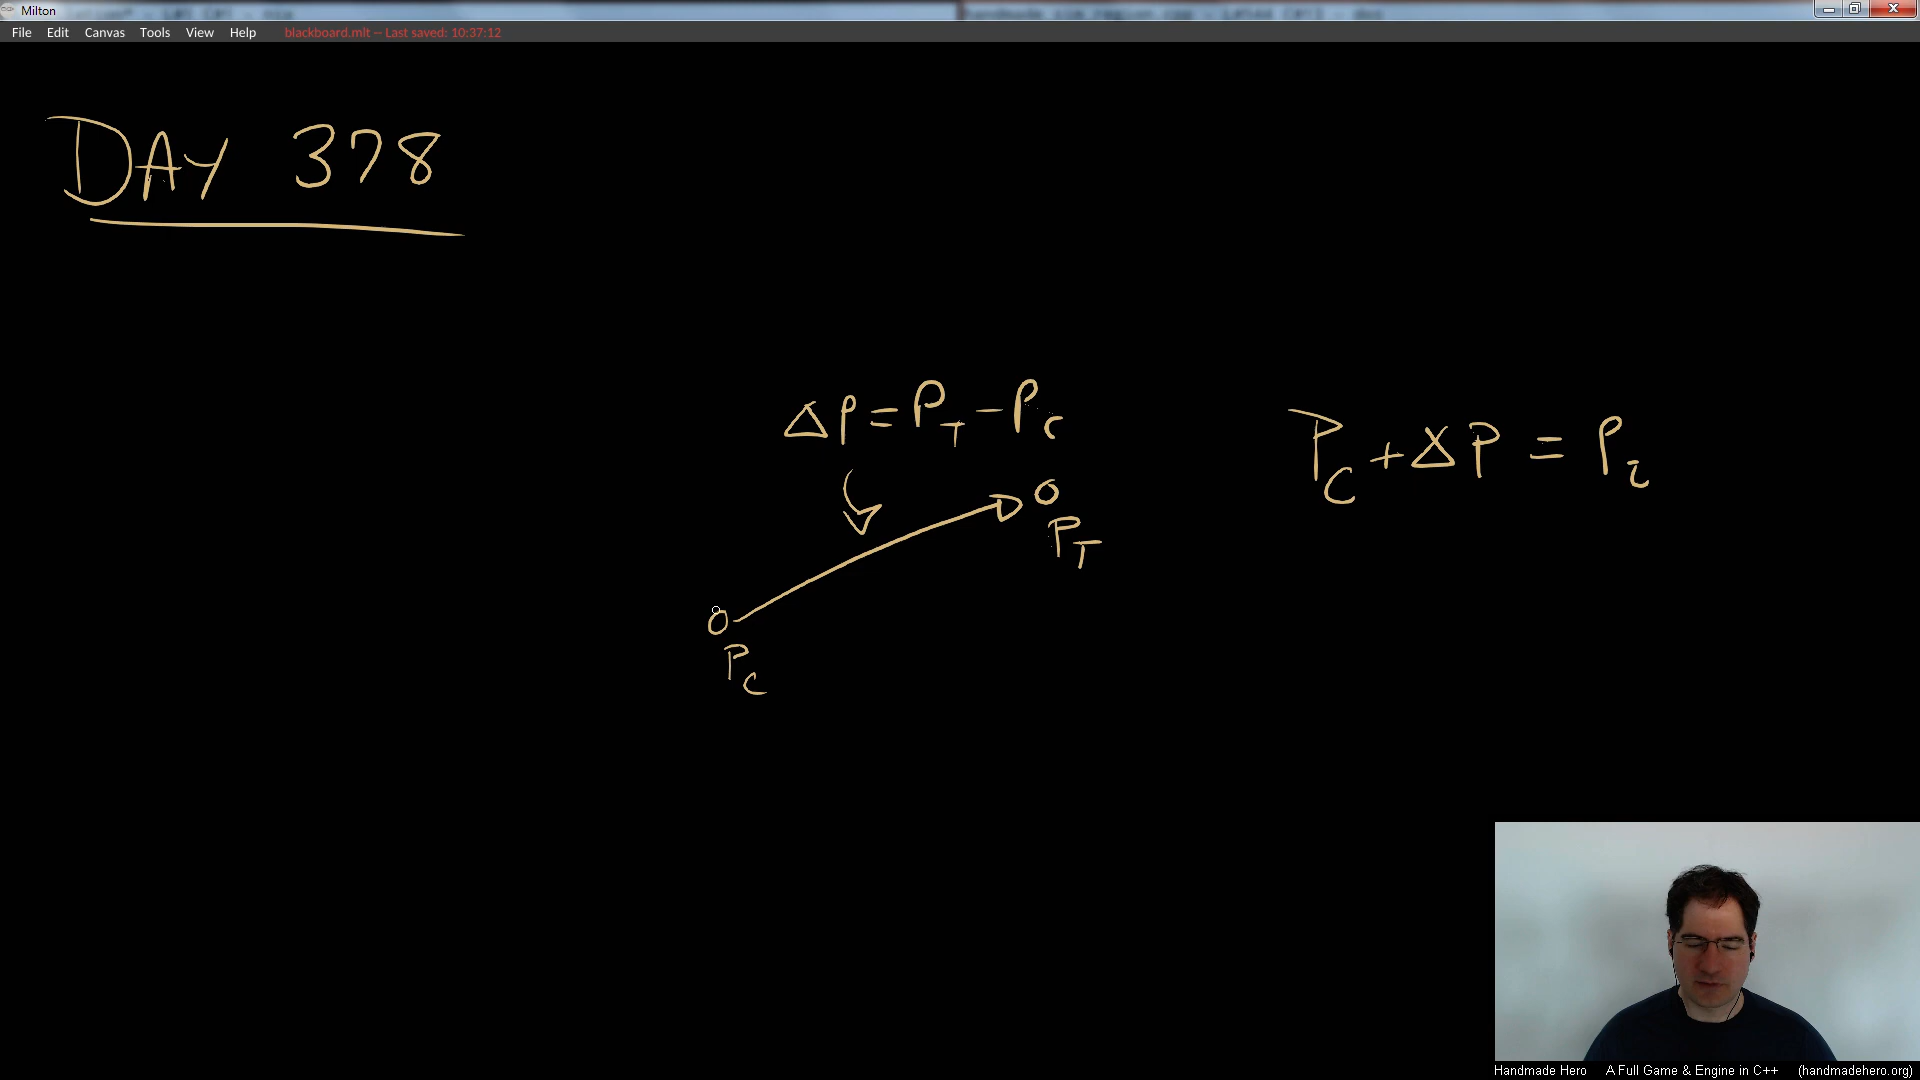 Milton
File Edit Canvas Tools View Help blackboard.mlt -- Last saved: 10:37:12
DAY 378
ΔP = P_T - P_C
P_C + ΔP = P_
P_T
P_C
Handmade Hero A Full Game & Engine in C++ (handmadehero.org)